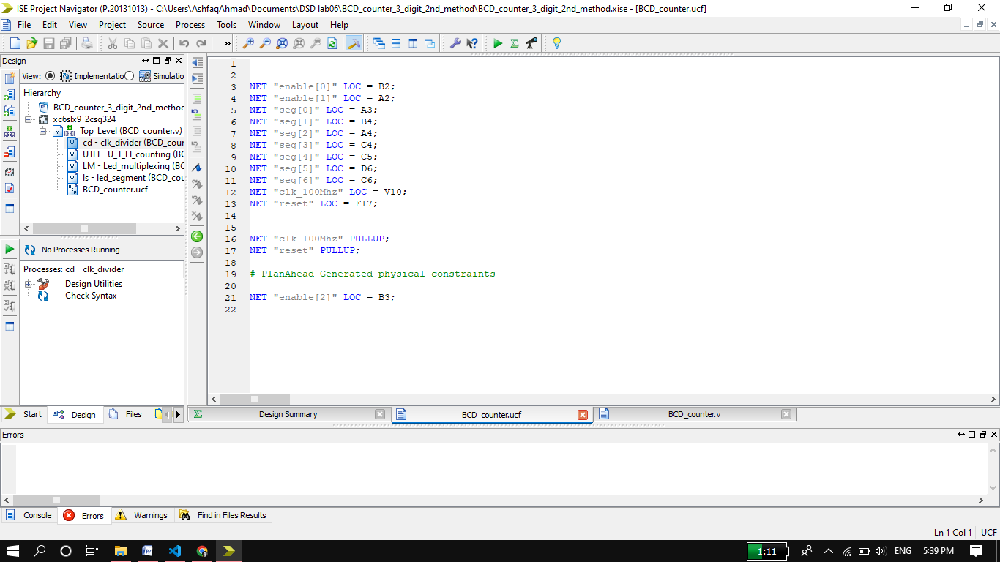 ISE Project Navigator (P.20131013) - C:\Users\AshfaqAhmad\Documents\DSD lab06\BCD_counter_3_digit_2nd_method\BCD_counter_3_digit_2nd_method.xise - [BCD_counter.ucf]
File Edit View Project Source Process Tools Window Layout Help
Design
View: Implementatio Simulatio
Hierarchy
BCD_counter_3_digit_2nd_methoc
xc6slx9-2csg324
Top_Level (BCD_counter.v)
cd - clk_divider (BCD_cour
UTH - U_T_H_counting (BC
LM - Led_multiplexing (BC
ls - led_segment (BCD_cou
BCD_counter.ucf
No Processes Running
Processes: cd - clk_divider
Design Utilities
Check Syntax
Start Design Files
1
2
3 NET "enable[0]" LOC = B2;
4 NET "enable[1]" LOC = A2;
5 NET "seg[0]" LOC = A3;
6 NET "seg[1]" LOC = B4;
7 NET "seg[2]" LOC = A4;
8 NET "seg[3]" LOC = C4;
9 NET "seg[4]" LOC = C5;
10 NET "seg[5]" LOC = D6;
11 NET "seg[6]" LOC = C6;
12 NET "clk_100Mhz" LOC = V10;
13 NET "reset" LOC = F17;
14
15
16 NET "clk_100Mhz" PULLUP;
17 NET "reset" PULLUP;
18
19 # PlanAhead Generated physical constraints
20
21 NET "enable[2]" LOC = B3;
22
Design Summary BCD_counter.ucf BCD_counter.v
Errors
Console Errors Warnings Find in Files Results
Ln 1 Col 1 UCF
1:11 ENG 5:39 PM